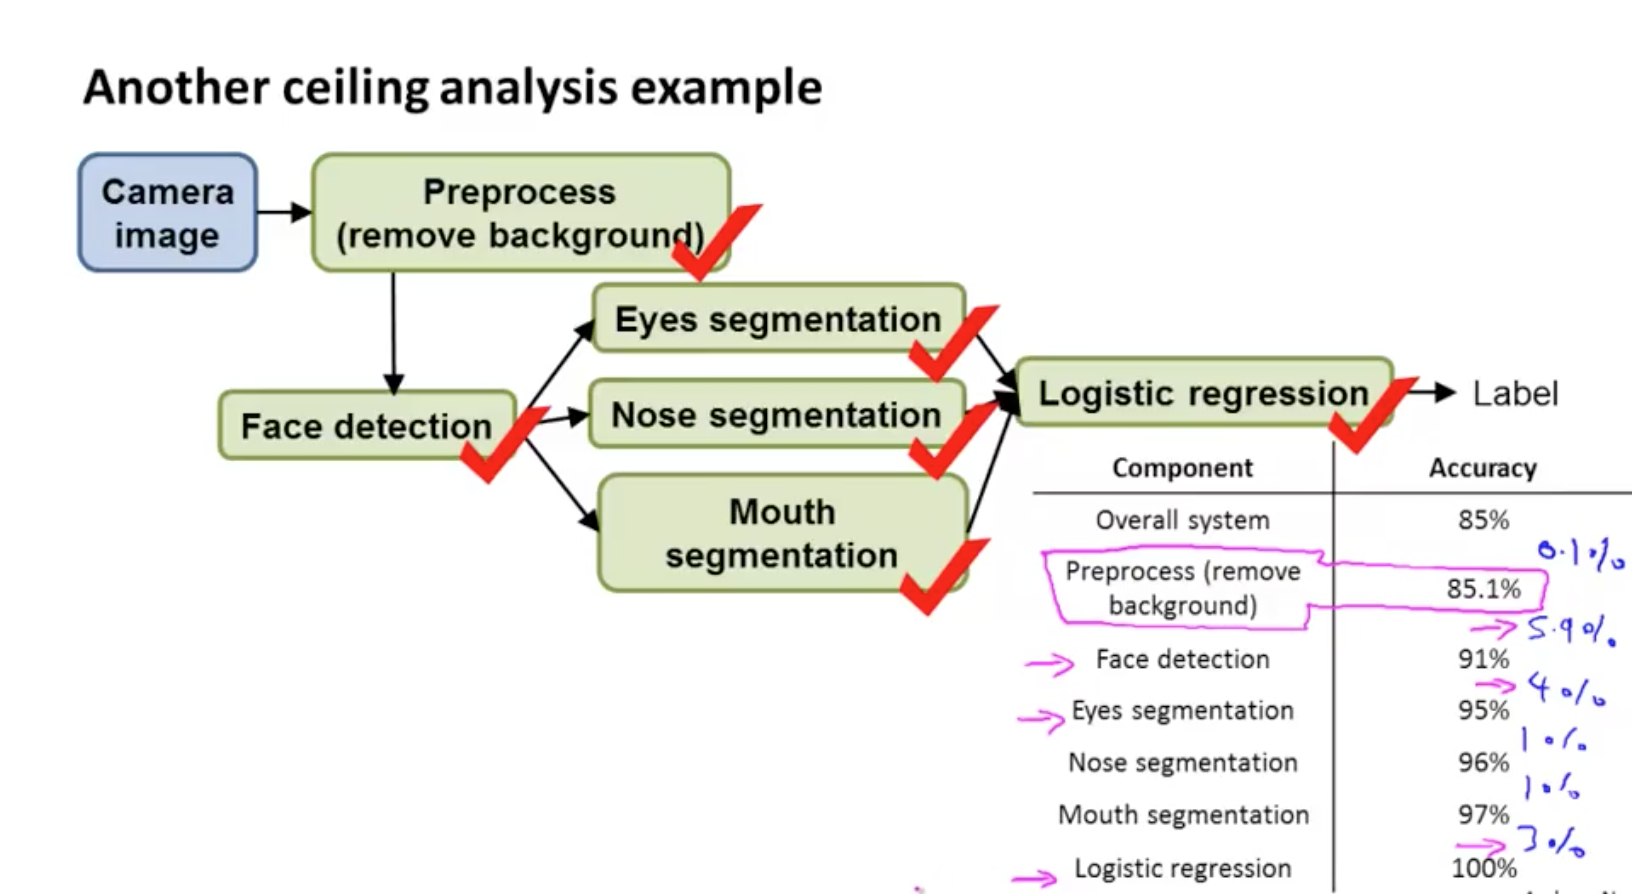 Another ceiling analysis example
Camera
image
Preprocess
(remove background)
Eyes segmentation
Face detection
Nose segmentation
Logistic regression
Label
Mouth
segmentation
Component Accuracy
Overall system 85%
0.1%
Preprocess (remove
background) 85.1%
5.9%
Face detection 91%
4%
Eyes segmentation 95%
1%
Nose segmentation 96%
1%
Mouth segmentation 97%
3%
Logistic regression 100%